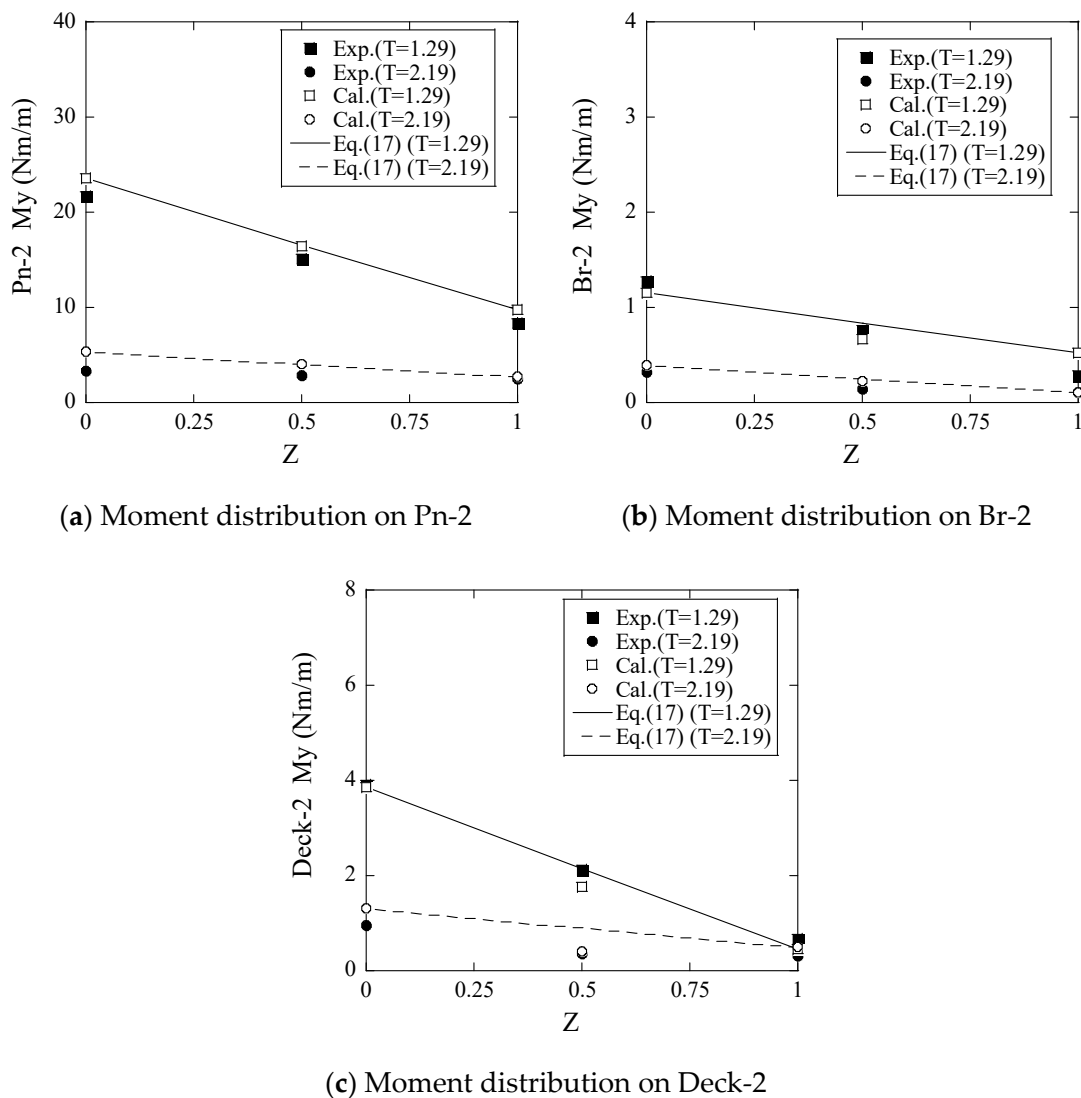 40
30
20
10
0
Pn-2 My (Nm/m)
Exp.(T=1.29)
Exp.(T=2.19)
Cal.(T=1.29)
Cal.(T=2.19)
Eq.(17) (T=1.29)
Eq.(17) (T=2.19)
0 0.25 0.5 0.75 1
Z
(a) Moment distribution on Pn-2
4
3
2
1
0
Br-2 My (Nm/m)
Exp.(T=1.29)
Exp.(T=2.19)
Cal.(T=1.29)
Cal.(T=2.19)
Eq.(17) (T=1.29)
Eq.(17) (T=2.19)
0 0.25 0.5 0.75 1
Z
(b) Moment distribution on Br-2
8
6
4
2
0
Deck-2 My (Nm/m)
Exp.(T=1.29)
Exp.(T=2.19)
Cal.(T=1.29)
Cal.(T=2.19)
Eq.(17) (T=1.29)
Eq.(17) (T=2.19)
0 0.25 0.5 0.75 1
Z
(c) Moment distribution on Deck-2